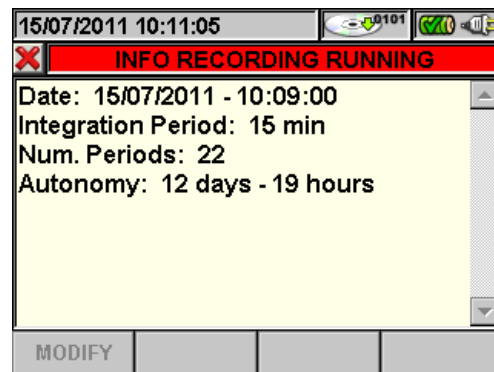 15/07/2011 10:11:05
0101
INFO RECORDING RUNNING
Date: 15/07/2011 - 10:09:00
Integration Period: 15 min
Num. Periods: 22
Autonomy: 12 days - 19 hours
MODIFY